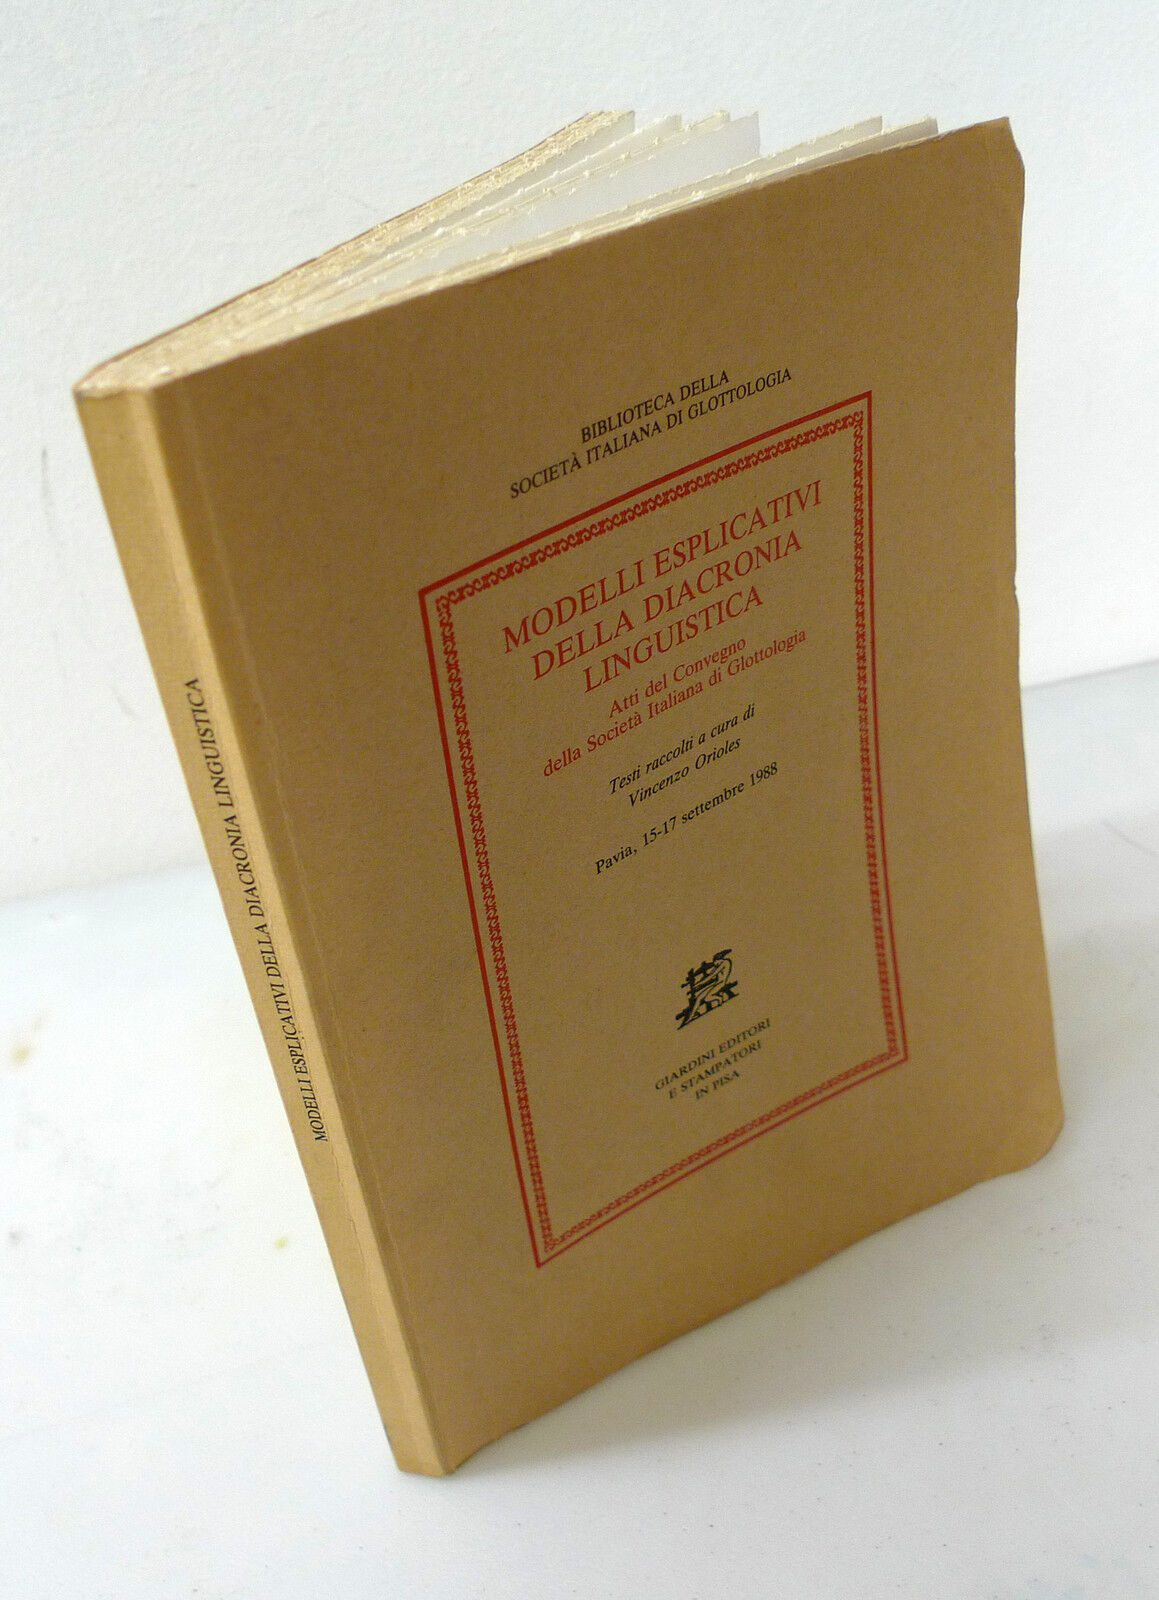 BIBLIOTECA DELLA
SOCIETÀ ITALIANA DI GLOTTOLOGIA
MODELLI ESPLICATIVI
DELLA DIACRONIA
LINGUISTICA
Atti del Convegno
della Società Italiana di Glottologia
Testi raccolti a cura di
Vincenzo Orioles
Pavia, 15-17 settembre 1988
GIARDINI EDITORI
E STAMPATORI
IN PISA
MODELLI ESPLICATIVI DELLA DIACRONIA LINGUISTICA